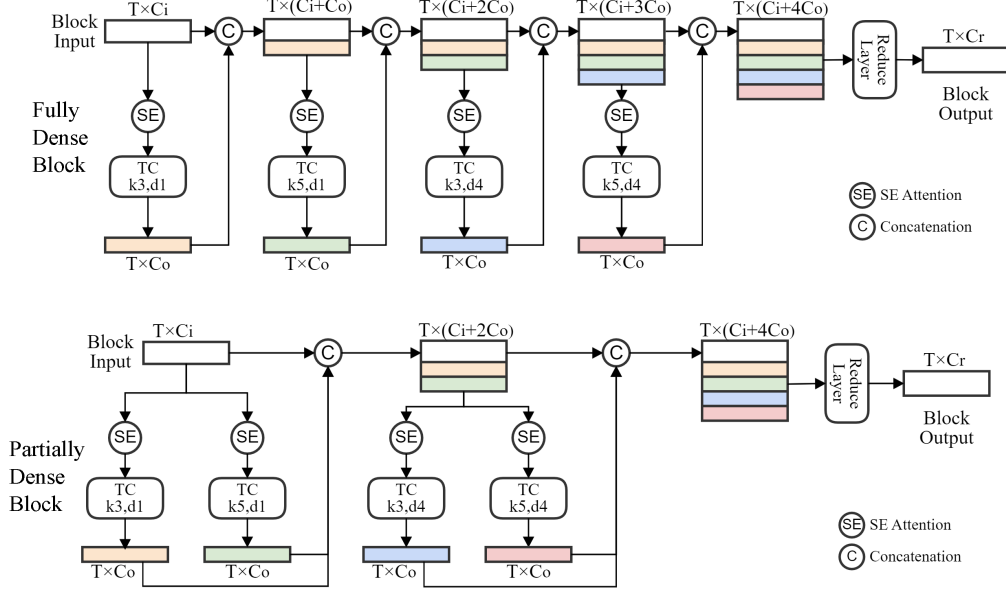 T×Ci
T×(Ci+Co)
T×(Ci+2Co)
T×(Ci+3Co)
T×(Ci+4Co)
Block
Input
C
C
C
C
Reduce
Layer
T×Cr
Block
Output
Fully
Dense
Block
SE
SE
SE
SE
TC
k3,d1
TC
k5,d1
TC
k3,d4
TC
k5,d4
SE SE Attention
C Concatenation
T×Co
T×Co
T×Co
T×Co
T×Ci
T×(Ci+2Co)
T×(Ci+4Co)
Block
Input
C
C
Reduce
Layer
T×Cr
Block
Output
Partially
Dense
Block
SE
SE
SE
SE
TC
k3,d1
TC
k5,d1
TC
k3,d4
TC
k5,d4
SE SE Attention
C Concatenation
T×Co
T×Co
T×Co
T×Co